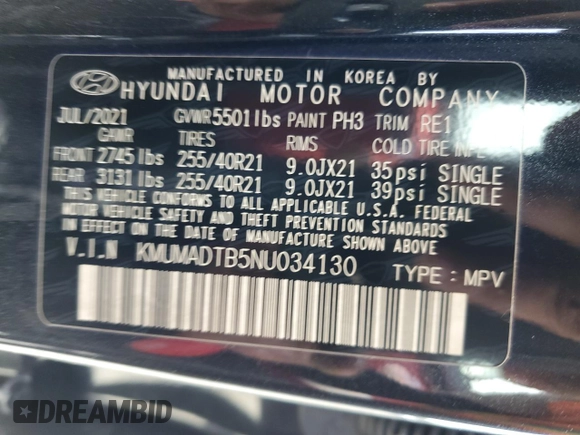 MANUFACTURED IN KOREA BY
HYUNDAI MOTOR COMPANY
JUL/2021 GVWR 5501 lbs PAINT PH3 TRIM RE1
GAWR TIRES RIMS COLD TIRE
FRONT 2745 lbs 255/40R21 9.0JX21 35psi SINGLE
REAR 3131 lbs 255/40R21 9.0JX21 39psi SINGLE
THIS VEHICLE CONFORMS TO ALL APPLICABLE U.S.A. FEDERAL
MOTOR VEHICLE SAFETY AND THEFT PREVENTION STANDARDS
IN EFFECT ON THE DATE OF MANUFACTURE SHOWN ABOVE.
V.I.N KMUMADTB5NU034130 TYPE : MPV
DREAMBID